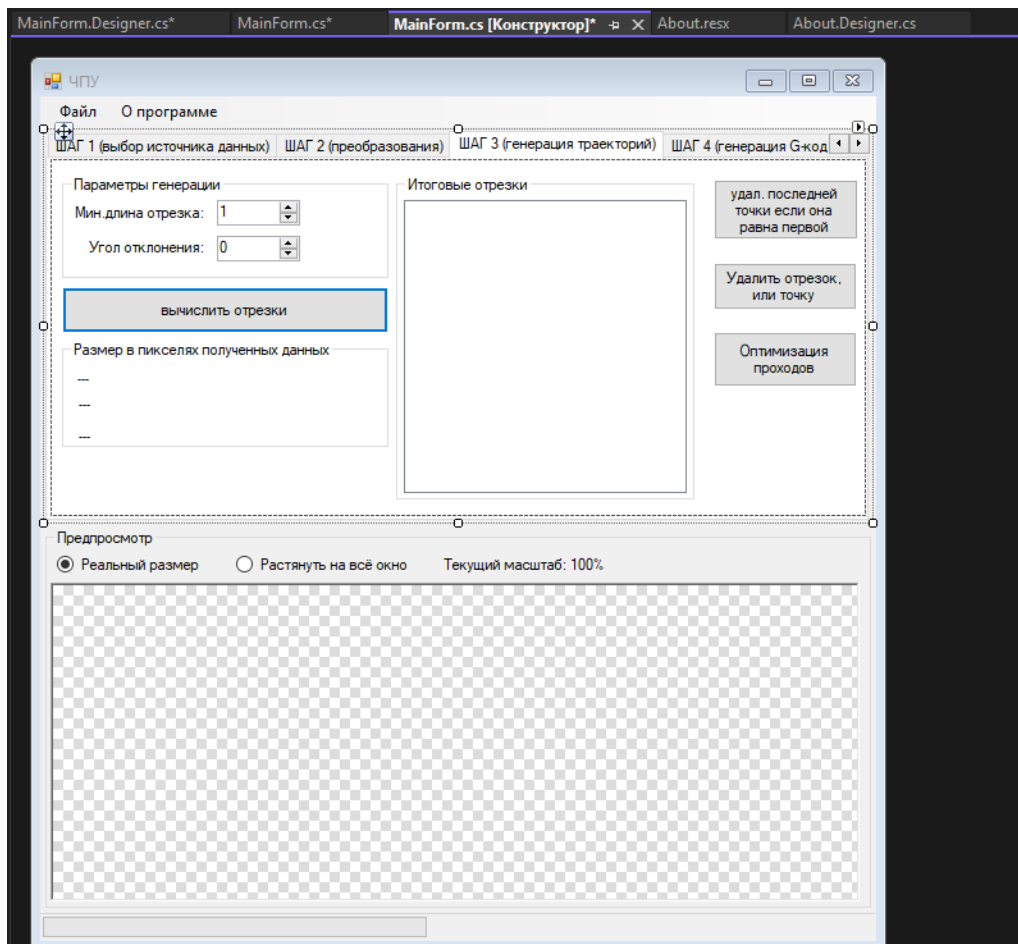 MainForm.Designer.cs* MainForm.cs* MainForm.cs [Конструктор]* About.resx About.Designer.cs
ЧПУ
Файл О программе
ШАГ 1 (выбор источника данных) ШАГ 2 (преобразования) ШАГ 3 (генерация траекторий) ШАГ 4 (генерация G-код
Параметры генерации
Мин.длина отрезка: 1
Угол отклонения: 0
вычислить отрезки
Размер в пикселях полученных данных
---
---
---
Итоговые отрезки
удал. последней
точки если она
равна первой
Удалить отрезок,
или точку
Оптимизация
проходов
Предпросмотр
Реальный размер Растянуть на всё окно Текущий масштаб: 100%